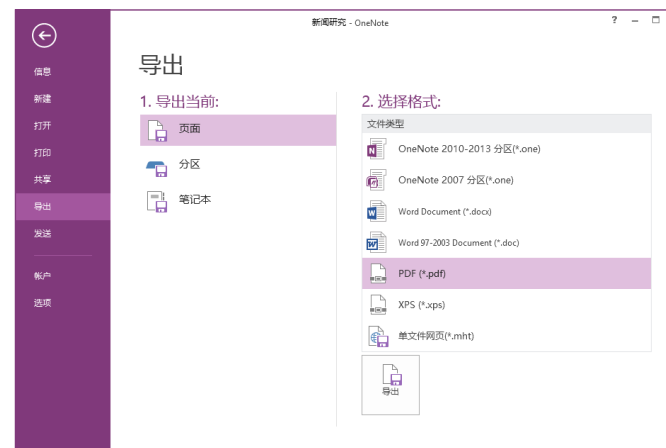 新闻研究 - OneNote
?
信息
新建
打开
打印
共享
导出
发送
帐户
选项
导出
1. 导出当前:
页面
分区
笔记本
2. 选择格式:
文件类型
OneNote 2010-2013 分区(*.one)
OneNote 2007 分区(*.one)
Word Document (*.docx)
Word 97-2003 Document (*.doc)
PDF (*.pdf)
XPS (*.xps)
单文件网页(*.mht)
导出